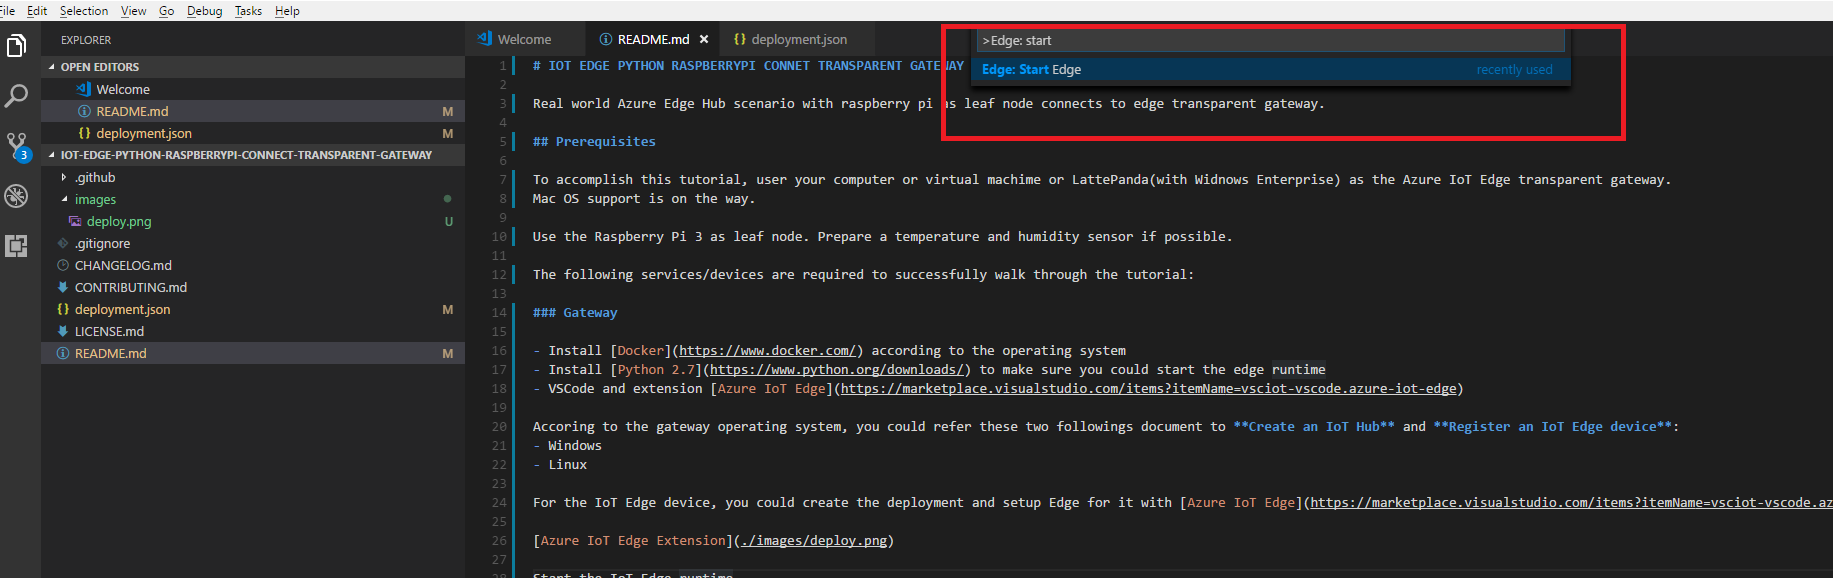 File Edit Selection View Go Debug Tasks Help
EXPLORER
OPEN EDITORS
Welcome
README.md M
deployment.json M
IOT-EDGE-PYTHON-RASPBERRYPI-CONNECT-TRANSPARENT-GATEWAY
.github
images
deploy.png U
.gitignore
CHANGELOG.md
CONTRIBUTING.md
deployment.json M
LICENSE.md
README.md M
3
Welcome README.md × deployment.json
>Edge: start
Edge: Start Edge recently used
1 # IOT EDGE PYTHON RASPBERRYPI CONNET TRANSPARENT GATEWAY
2
3 Real world Azure Edge Hub scenario with raspberry pi as leaf node connects to edge transparent gateway.
4
5 ## Prerequisites
6
7 To accomplish this tutorial, user your computer or virtual machime or LattePanda(with Widnows Enterprise) as the Azure IoT Edge transparent gateway.
8 Mac OS support is on the way.
9
10 Use the Raspberry Pi 3 as leaf node. Prepare a temperature and humidity sensor if possible.
11
12 The following services/devices are required to successfully walk through the tutorial:
13
14 ### Gateway
15
16 - Install [Docker](https://www.docker.com/) according to the operating system
17 - Install [Python 2.7](https://www.python.org/downloads/) to make sure you could start the edge runtime
18 - VSCode and extension [Azure IoT Edge](https://marketplace.visualstudio.com/items?itemName=vsciot-vscode.azure-iot-edge)
19
20 Accoring to the gateway operating system, you could refer these two followings document to **Create an IoT Hub** and **Register an IoT Edge device**:
21 - Windows
22 - Linux
23
24 For the IoT Edge device, you could create the deployment and setup Edge for it with [Azure IoT Edge](https://marketplace.visualstudio.com/items?itemName=vsciot-vscode.az
25
26 [Azure IoT Edge Extension](./images/deploy.png)
27
28 Start the IoT Edge runtime